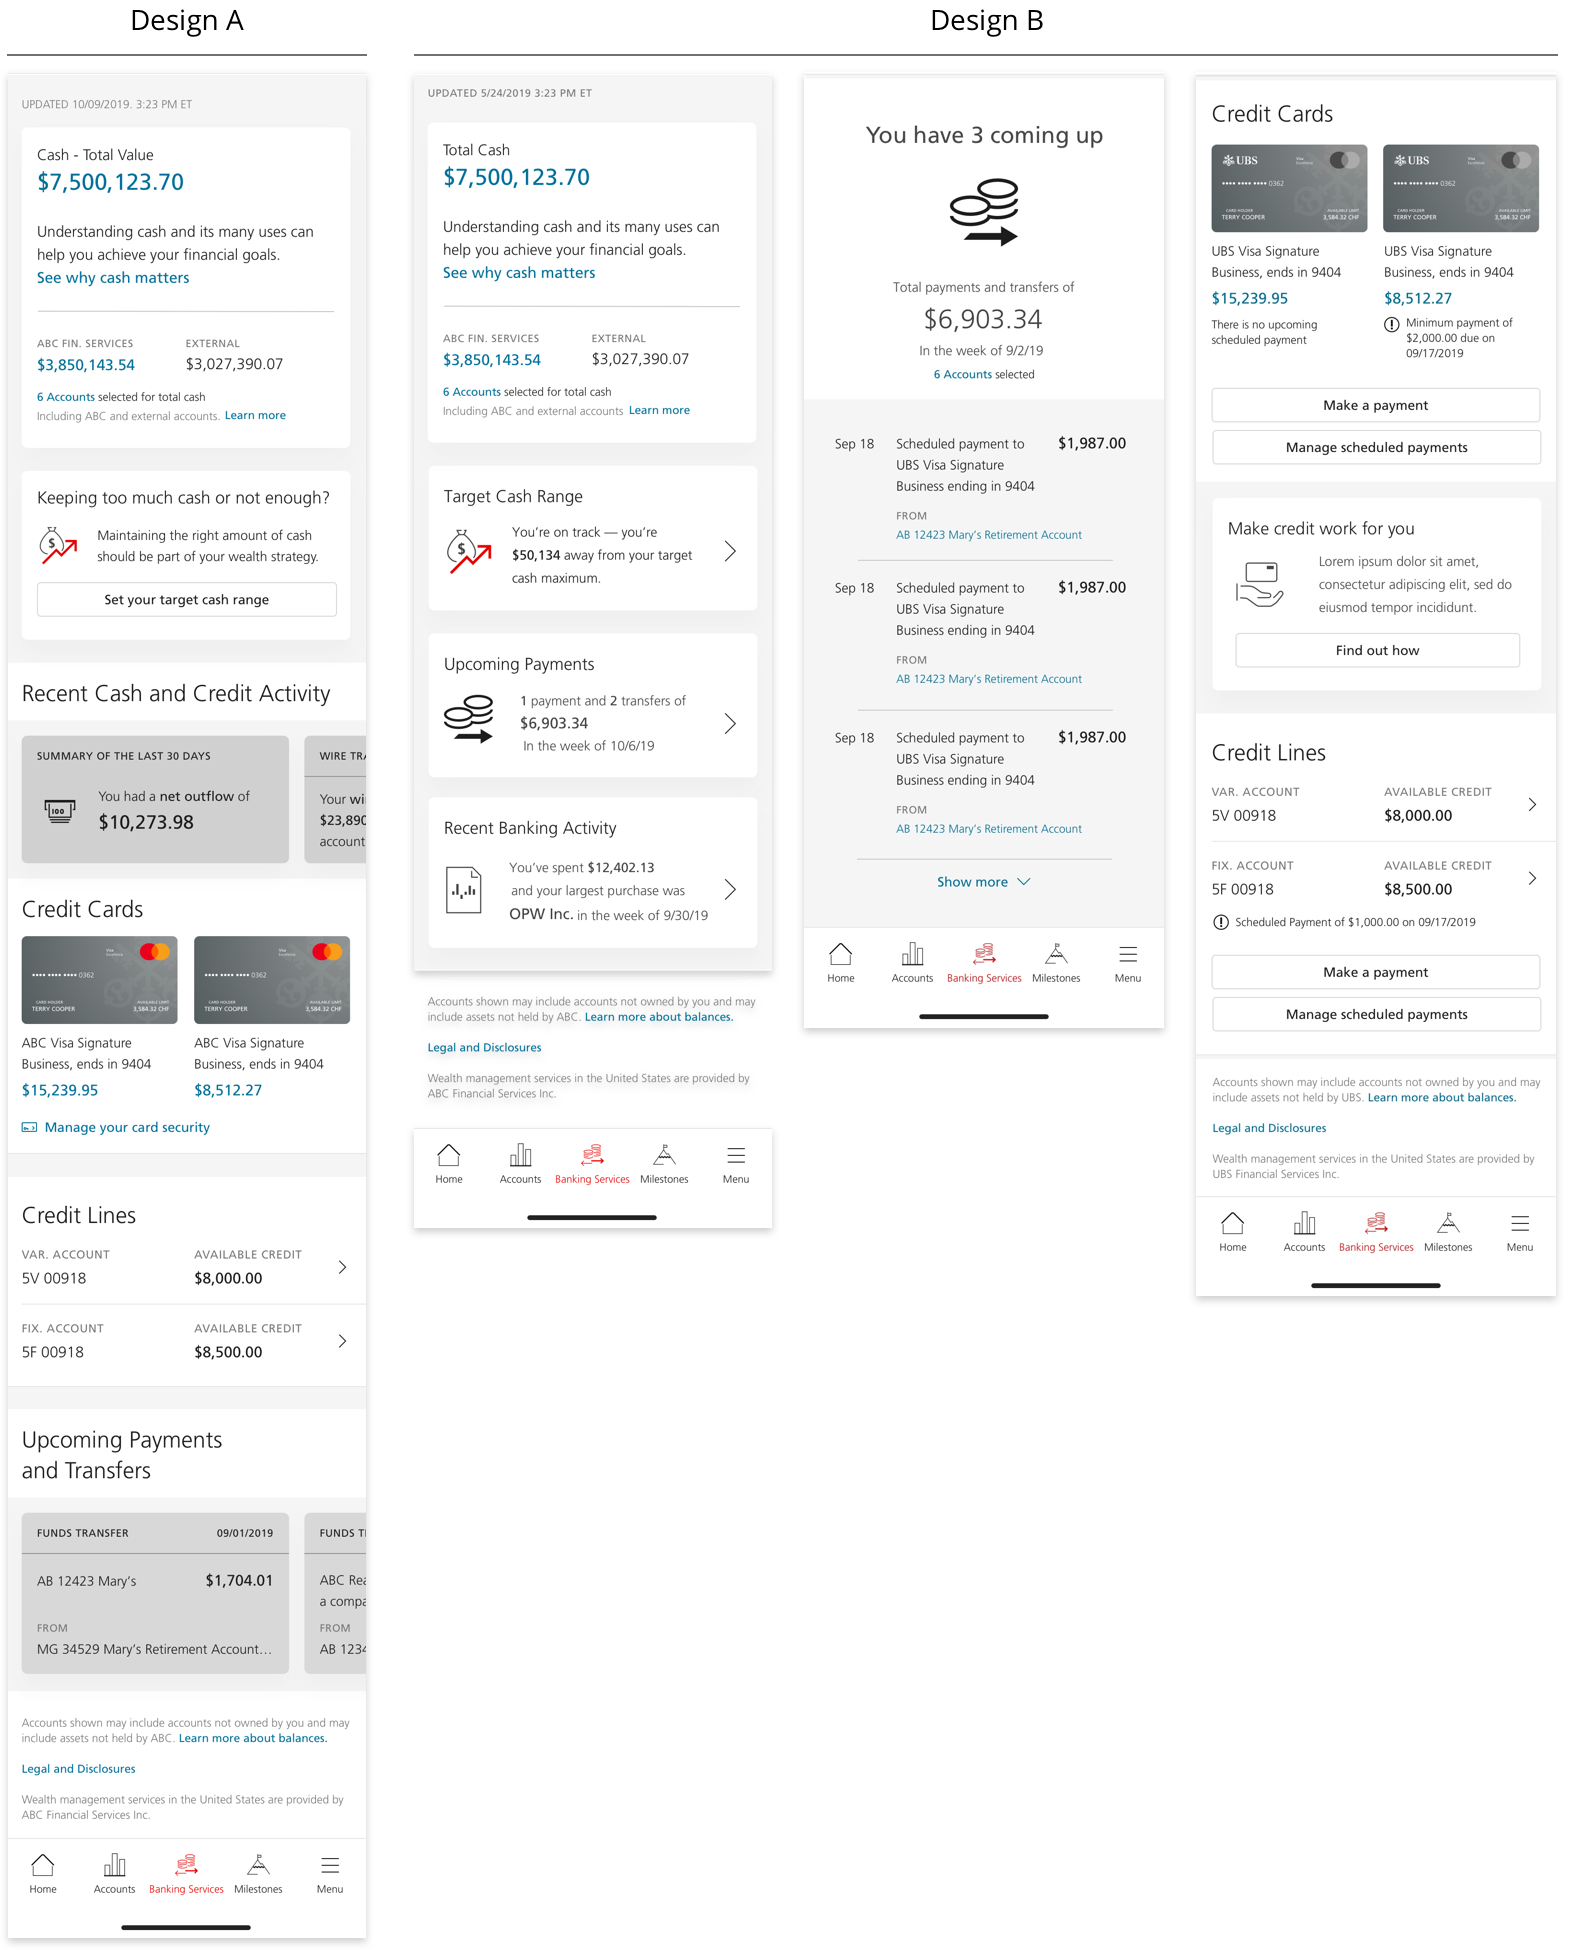 Design A
UPDATED 10/09/2019. 3:23 PM ET
Cash - Total Value
$7,500,123.70
Understanding cash and its many uses can
help you achieve your financial goals.
See why cash matters
ABC FIN. SERVICES EXTERNAL
$3,850,143.54 $3,027,390.07
6 Accounts selected for total cash
Including ABC and external accounts. Learn more
Keeping too much cash or not enough?
Maintaining the right amount of cash
should be part of your wealth strategy.
Set your target cash range
Recent Cash and Credit Activity
SUMMARY OF THE LAST 30 DAYS
You had a net outflow of
$10,273.98
WIRE TRA
Your wi
$23,890
account
Credit Cards
Visa
Excellence
•••• •••• •••• 0362
CARD HOLDER AVAILABLE LIMIT
TERRY COOPER 3,584.32 CHF
Visa
Excellence
•••• •••• •••• 0362
CARD HOLDER AVAILABLE LIMIT
TERRY COOPER 3,584.32 CHF
ABC Visa Signature
Business, ends in 9404
$15,239.95
ABC Visa Signature
Business, ends in 9404
$8,512.27
Manage your card security
Credit Lines
VAR. ACCOUNT AVAILABLE CREDIT
5V 00918 $8,000.00
FIX. ACCOUNT AVAILABLE CREDIT
5F 00918 $8,500.00
Upcoming Payments
and Transfers
FUNDS TRANSFER 09/01/2019
AB 12423 Mary's $1,704.01
FROM
MG 34529 Mary's Retirement Account...
FUNDS T
ABC Rea
a compa
FROM
AB 1234
Accounts shown may include accounts not owned by you and may
include assets not held by ABC. Learn more about balances.
Legal and Disclosures
Wealth management services in the United States are provided by
ABC Financial Services Inc.
Home Accounts Banking Services Milestones Menu
Design B
UPDATED 5/24/2019 3:23 PM ET
Total Cash
$7,500,123.70
Understanding cash and its many uses can
help you achieve your financial goals.
See why cash matters
ABC FIN. SERVICES EXTERNAL
$3,850,143.54 $3,027,390.07
6 Accounts selected for total cash
Including ABC and external accounts Learn more
Target Cash Range
You're on track — you're
$50,134 away from your target
cash maximum.
Upcoming Payments
1 payment and 2 transfers of
$6,903.34
In the week of 10/6/19
Recent Banking Activity
You've spent $12,402.13
and your largest purchase was
OPW Inc. in the week of 9/30/19
Accounts shown may include accounts not owned by you and may
include assets not held by ABC. Learn more about balances.
Legal and Disclosures
Wealth management services in the United States are provided by
ABC Financial Services Inc.
Home Accounts Banking Services Milestones Menu
You have 3 coming up
Total payments and transfers of
$6,903.34
In the week of 9/2/19
6 Accounts selected
Sep 18 Scheduled payment to $1,987.00
UBS Visa Signature
Business ending in 9404
FROM
AB 12423 Mary's Retirement Account
Sep 18 Scheduled payment to $1,987.00
UBS Visa Signature
Business ending in 9404
FROM
AB 12423 Mary's Retirement Account
Sep 18 Scheduled payment to $1,987.00
UBS Visa Signature
Business ending in 9404
FROM
AB 12423 Mary's Retirement Account
Show more
Home Accounts Banking Services Milestones Menu
Credit Cards
UBS Visa
Excellence
•••• •••• •••• 0362
CARD HOLDER AVAILABLE LIMIT
TERRY COOPER 3,584.32 CHF
UBS Visa
Excellence
•••• •••• •••• 0362
CARD HOLDER AVAILABLE LIMIT
TERRY COOPER 3,584.32 CHF
UBS Visa Signature
Business, ends in 9404
$15,239.95
There is no upcoming
scheduled payment
UBS Visa Signature
Business, ends in 9404
$8,512.27
Minimum payment of
$2,000.00 due on
09/17/2019
Make a payment
Manage scheduled payments
Make credit work for you
Lorem ipsum dolor sit amet,
consectetur adipiscing elit, sed do
eiusmod tempor incididunt.
Find out how
Credit Lines
VAR. ACCOUNT AVAILABLE CREDIT
5V 00918 $8,000.00
FIX. ACCOUNT AVAILABLE CREDIT
5F 00918 $8,500.00
Scheduled Payment of $1,000.00 on 09/17/2019
Make a payment
Manage scheduled payments
Accounts shown may include accounts not owned by you and may
include assets not held by UBS. Learn more about balances.
Legal and Disclosures
Wealth management services in the United States are provided by
UBS Financial Services Inc.
Home Accounts Banking Services Milestones Menu